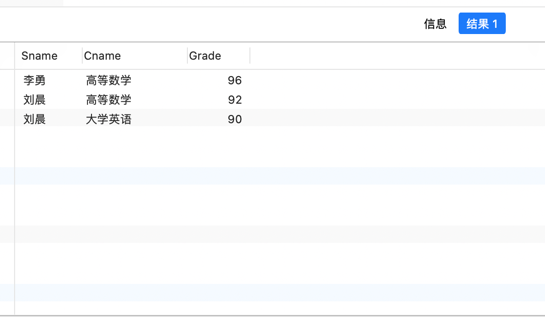 信息 结果 1
Sname Cname Grade
李勇 高等数学 96
刘晨 高等数学 92
刘晨 大学英语 90